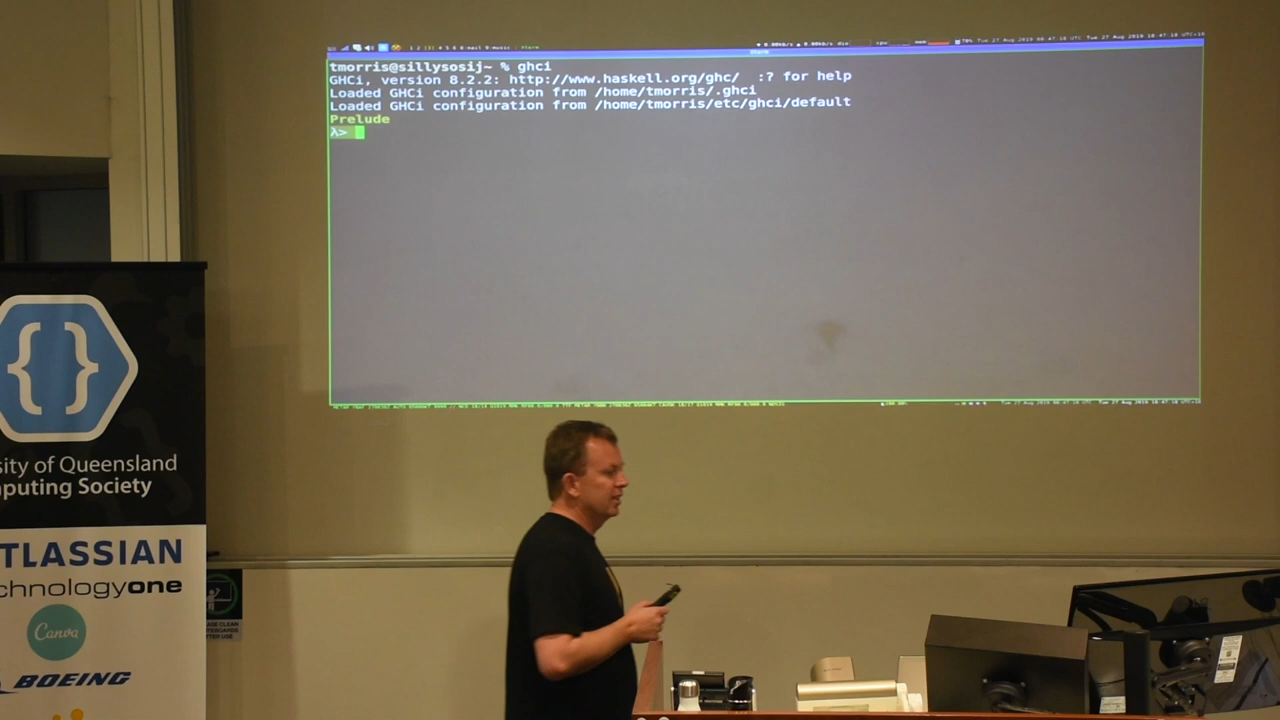 tmorris@sillysosij~ % ghci
GHCi, version 8.2.2: http://www.haskell.org/ghc/  :? for help
Loaded GHCi configuration from /home/tmorris/.ghci
Loaded GHCi configuration from /home/tmorris/etc/ghci/default
Prelude
λ>
{ }
sity of Queensland
puting Society
TLASSIAN
chnologyone
Canva
BOEING
ASE CLEAN